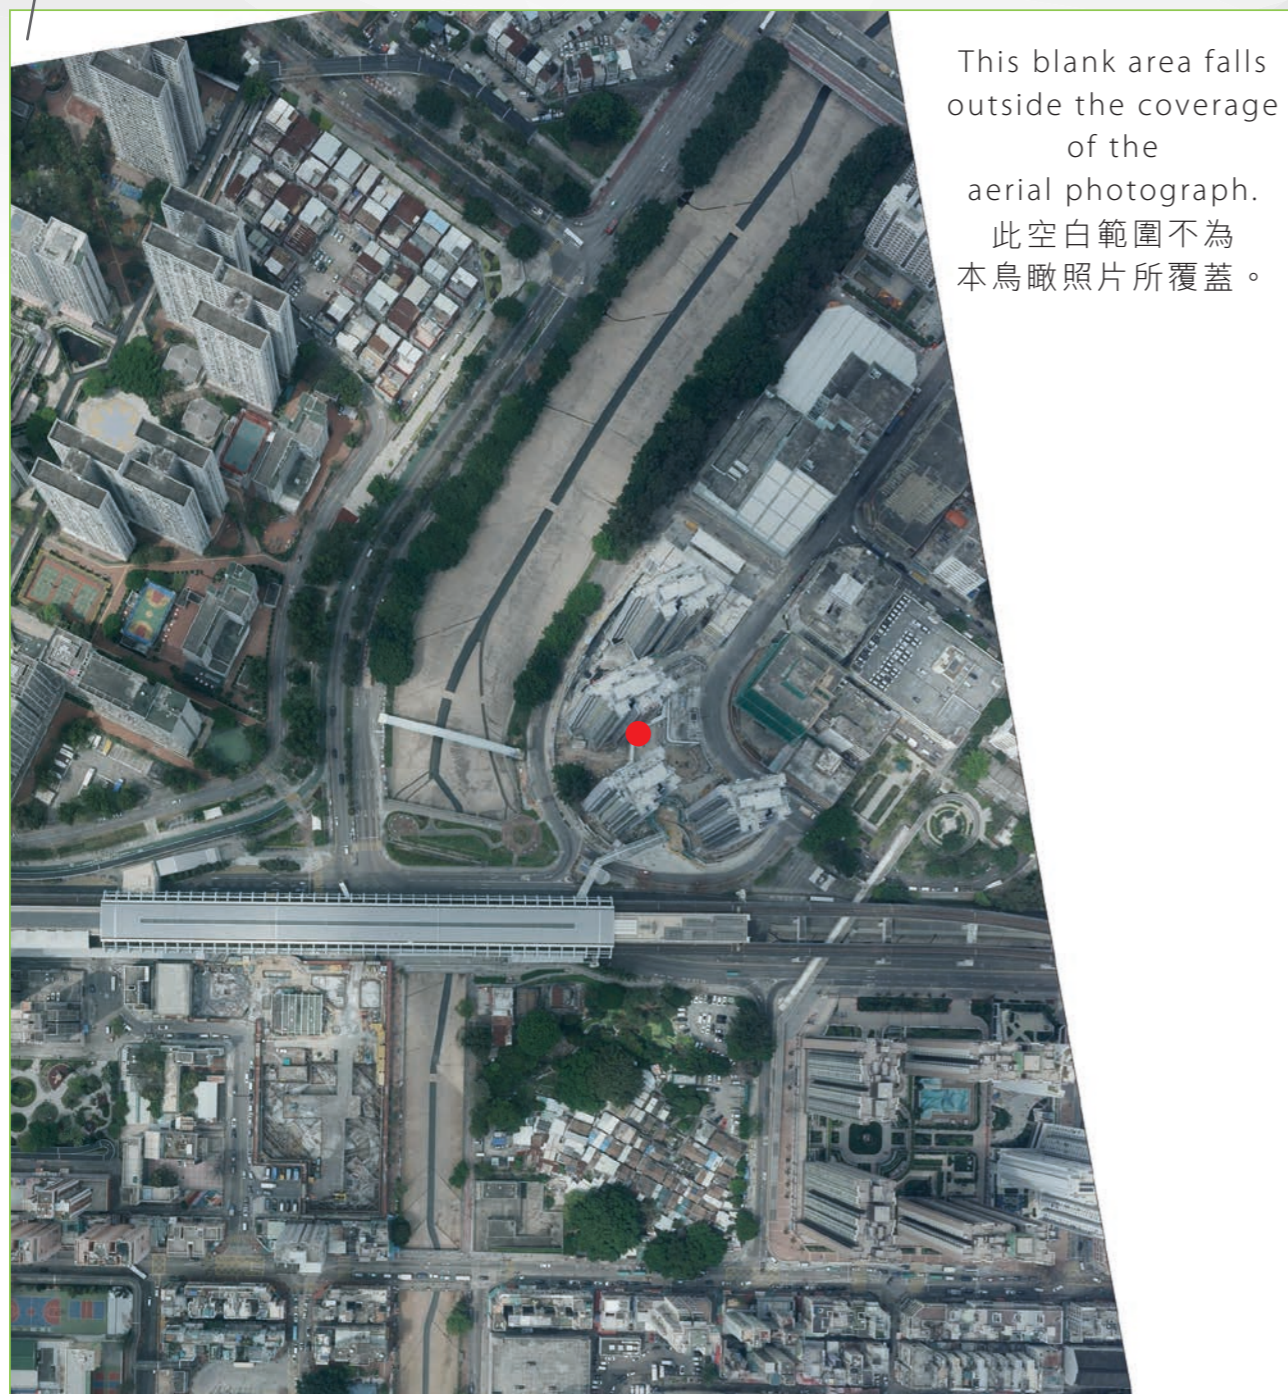 This blank area falls
outside the coverage
of the
aerial photograph.
此空白範圍不為
本鳥瞰照片所覆蓋。